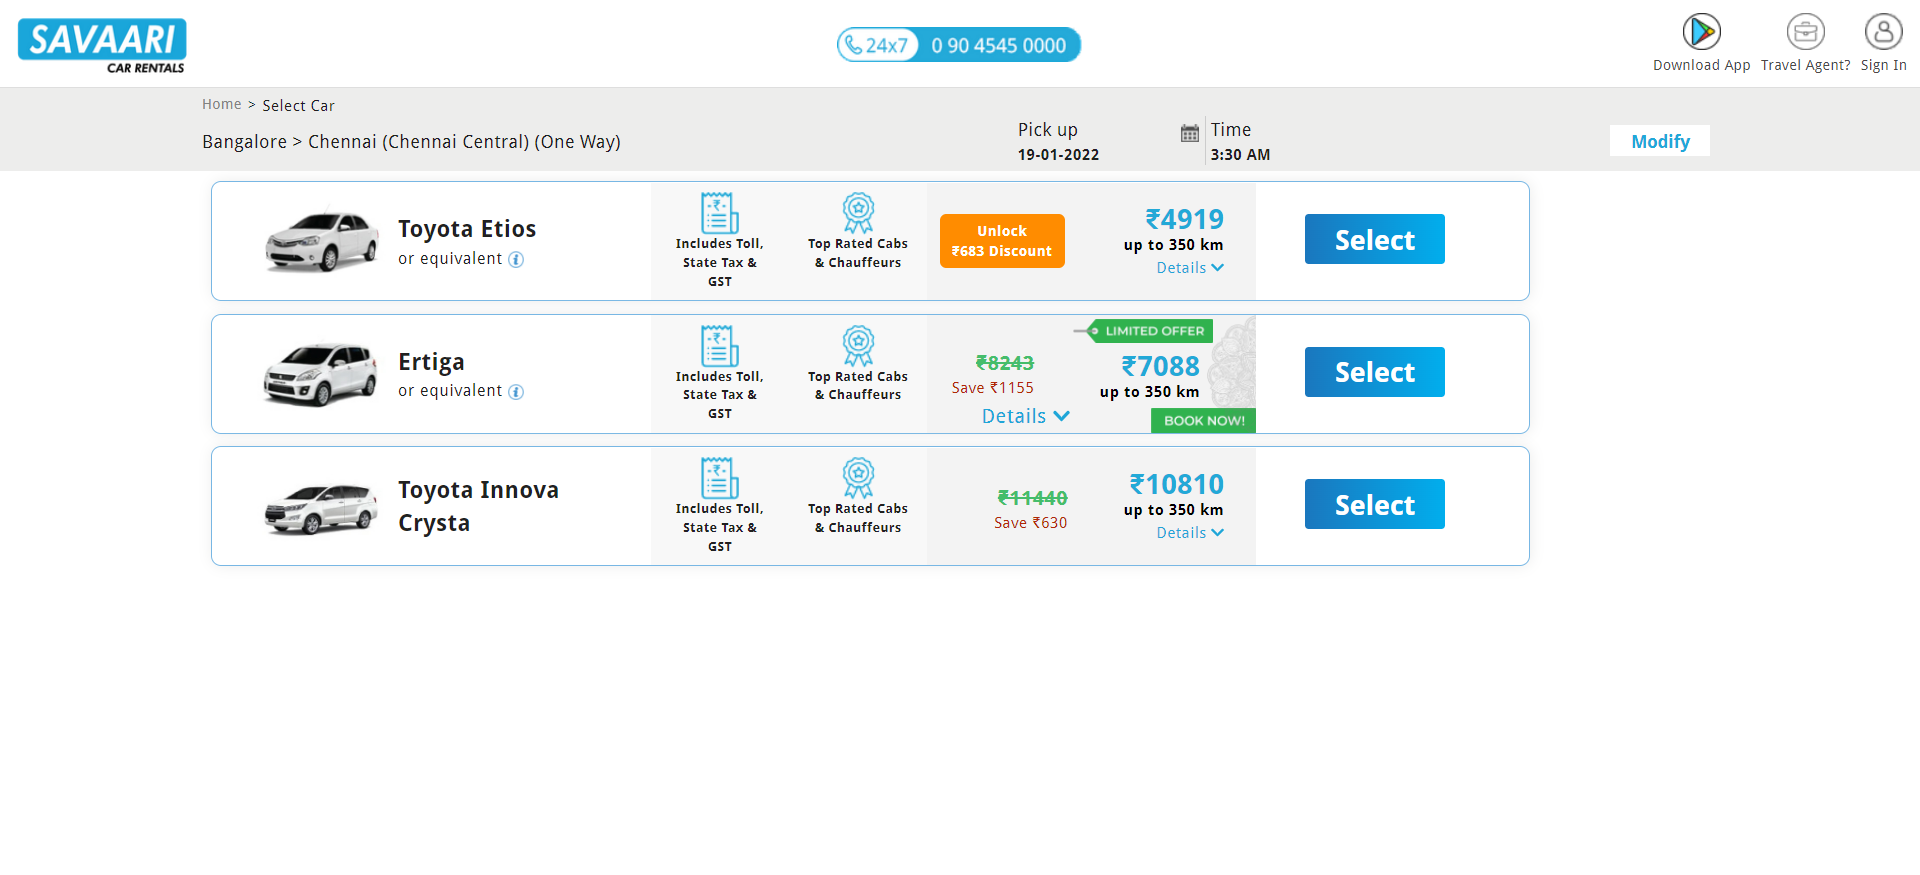 SAVAARI
CAR RENTALS
24x7 0 90 4545 0000
Download App Travel Agent? Sign In
Home > Select Car
Bangalore > Chennai (Chennai Central) (One Way)
Pick up
19-01-2022
Time
3:30 AM
Modify
Toyota Etios
or equivalent
Includes Toll,
State Tax &
GST
Top Rated Cabs
& Chauffeurs
Unlock
₹683 Discount
₹4919
up to 350 km
Details
Select
Ertiga
or equivalent
Includes Toll,
State Tax &
GST
Top Rated Cabs
& Chauffeurs
₹8243
Save ₹1155
Details
LIMITED OFFER
₹7088
up to 350 km
BOOK NOW!
Select
Toyota Innova
Crysta
Includes Toll,
State Tax &
GST
Top Rated Cabs
& Chauffeurs
₹11440
Save ₹630
₹10810
up to 350 km
Details
Select